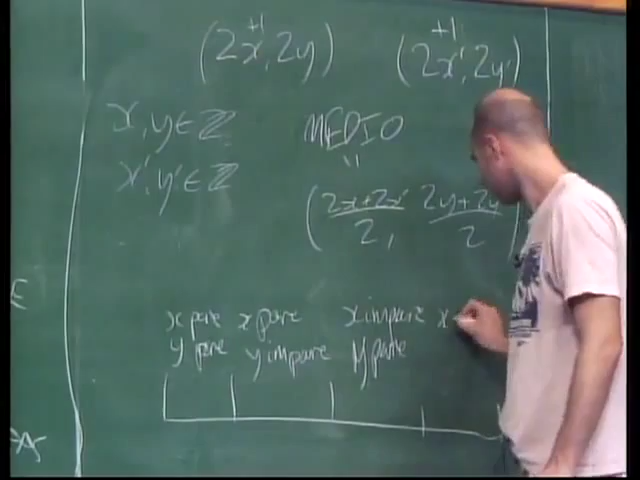 +1 +1
(2x, 2y) (2x', 2y')
x, y ∈ ℤ MEDIO
x', y' ∈ ℤ "
(2x+2x'/2, 2y+2y/2)
x pare x pare x impare x
y pare y impare y pare
E
A